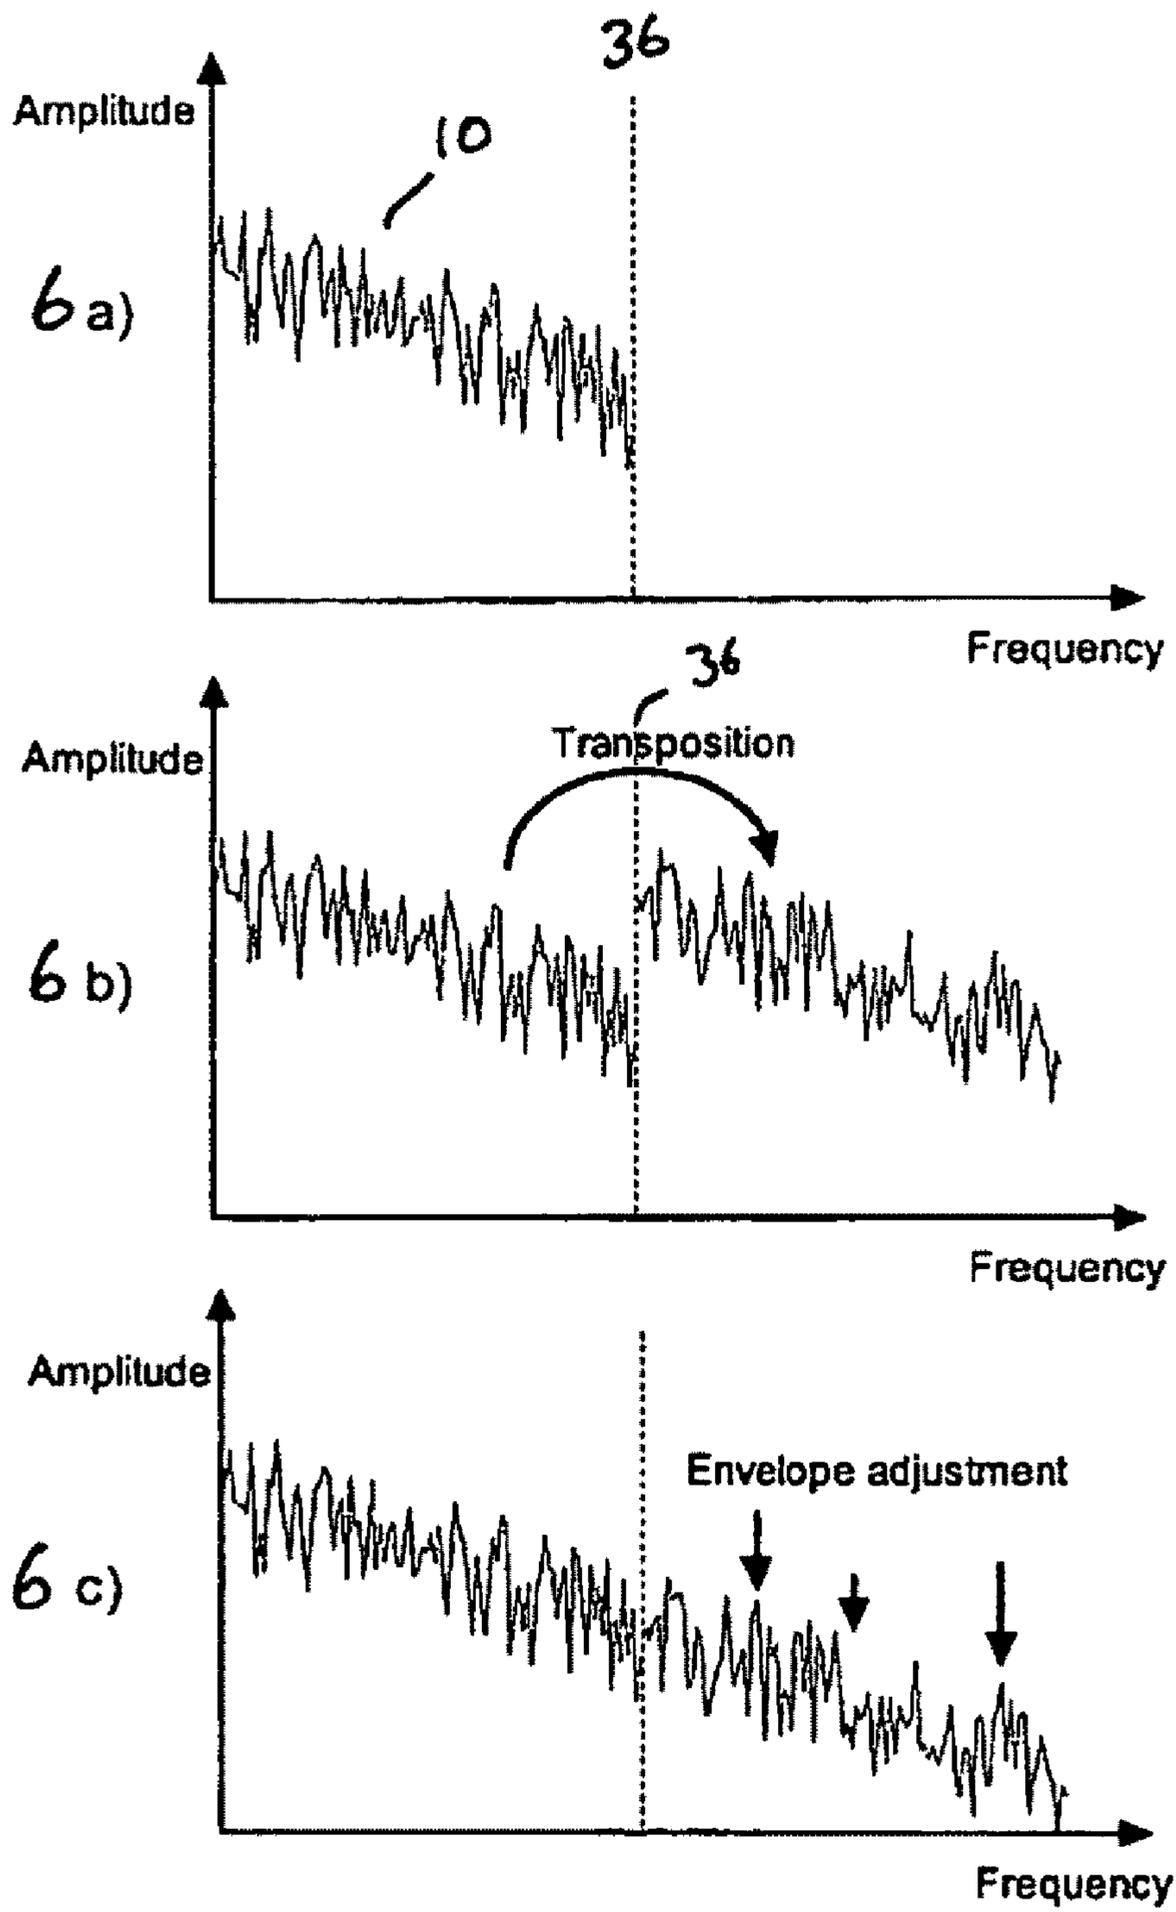 36
Amplitude
10
6 a)
Frequency
36
Transposition
Amplitude
6 b)
Frequency
Amplitude
Envelope adjustment
6 c)
Frequency